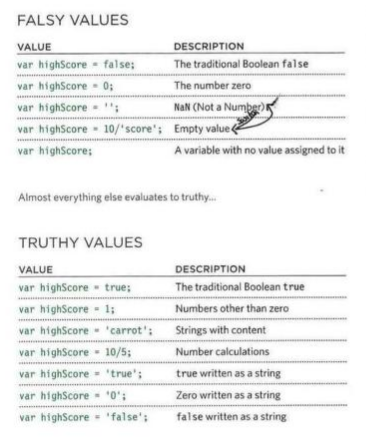 FALSY VALUES
VALUE DESCRIPTION
var highScore = false; The traditional Boolean false
var highScore = 0; The number zero
var highScore = ''; NaN (Not a Number)
var highScore = 10/'score'; Empty value
var highScore; A variable with no value assigned to it
Almost everything else evaluates to truthy...
TRUTHY VALUES
VALUE DESCRIPTION
var highScore = true; The traditional Boolean true
var highScore = 1; Numbers other than zero
var highScore = 'carrot'; Strings with content
var highScore = 10/5; Number calculations
var highScore = 'true'; true written as a string
var highScore = '0'; Zero written as a string
var highScore = 'false'; false written as a string